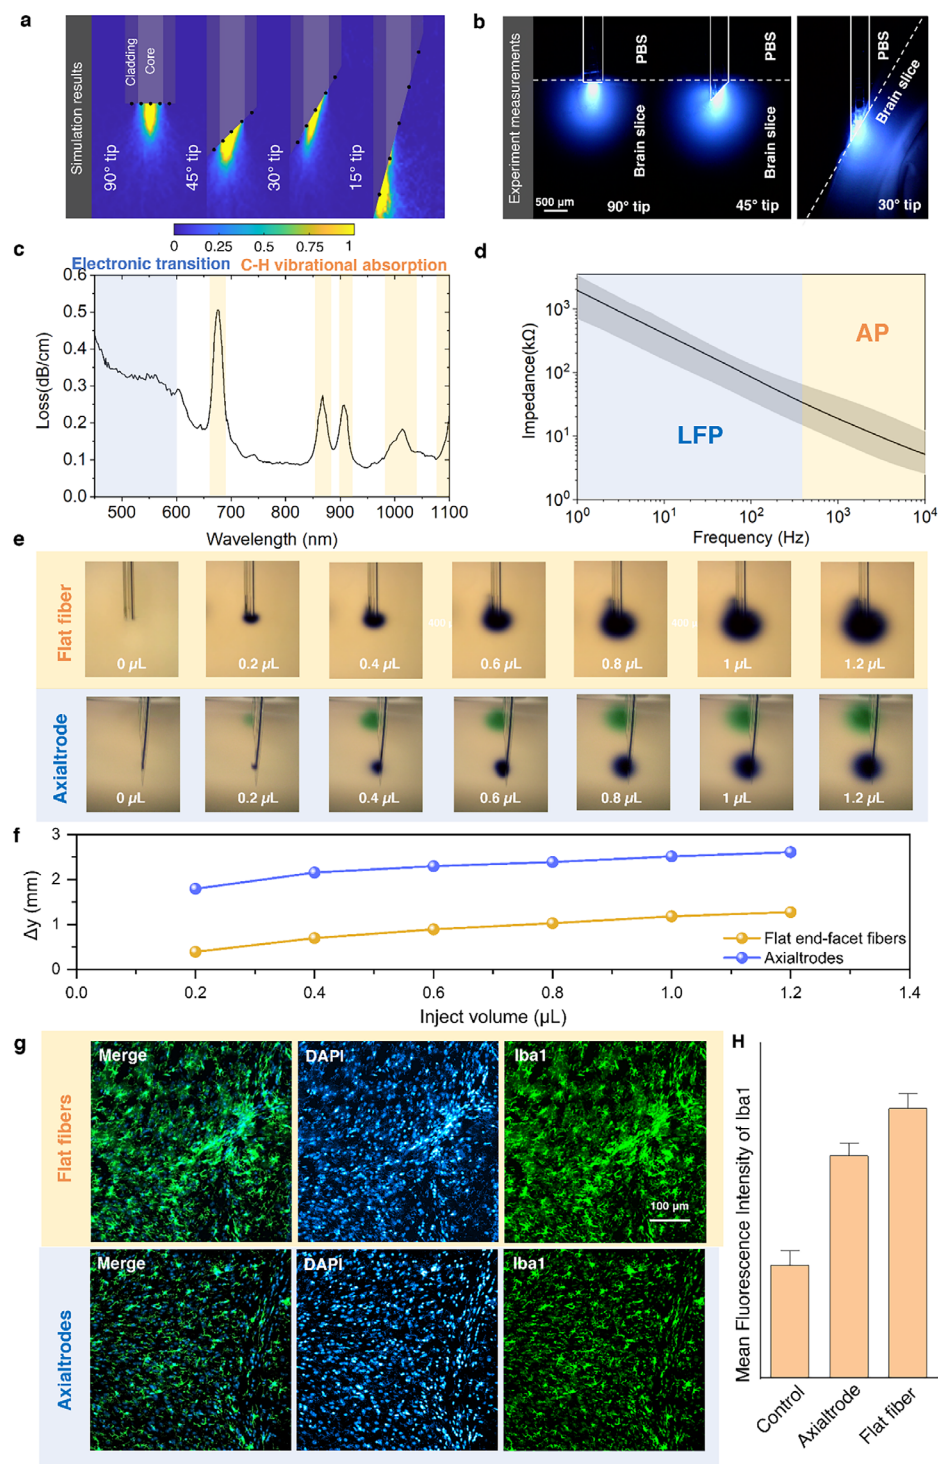 a
Simulation results
Cladding
Core
90° tip
45° tip
30° tip
15° tip
0 0.25 0.5 0.75 1
b
Experiment measurements
PBS
Brain slice
500 µm
90° tip
PBS
Brain slice
45° tip
PBS
Brain slice
30° tip
c
Electronic transition C-H vibrational absorption
Loss(dB/cm)
0.6
0.5
0.4
0.3
0.2
0.1
0.0
500 600 700 800 900 1000 1100
Wavelength (nm)
d
Impedance(kΩ)
10³
10²
10¹
10⁰
AP
LFP
10⁰ 10¹ 10² 10³ 10⁴
Frequency (Hz)
e
Flat fiber
0 µL 0.2 µL 0.4 µL 0.6 µL 0.8 µL 1 µL 1.2 µL
Axialtrode
0 µL 0.2 µL 0.4 µL 0.6 µL 0.8 µL 1 µL 1.2 µL
f
Δy (mm)
3
2
1
0
Flat end-facet fibers
Axialtrodes
0.0 0.2 0.4 0.6 0.8 1.0 1.2 1.4
Inject volume (µL)
g
Flat fibers
Merge DAPI Iba1
100 µm
Axialtrodes
Merge DAPI Iba1
H
Mean Fluorescence Intensity of Iba1
Control
Axialtrode
Flat fiber